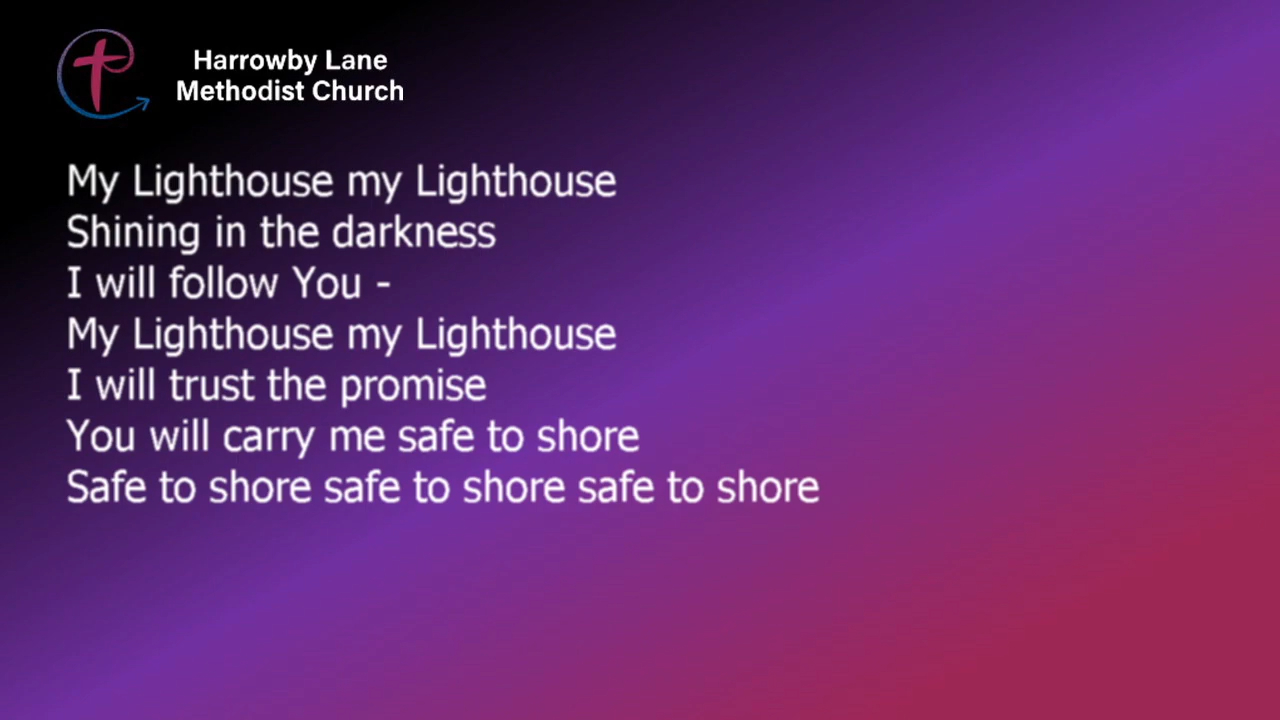 Harrowby Lane
Methodist Church
My Lighthouse my Lighthouse
Shining in the darkness
I will follow You -
My Lighthouse my Lighthouse
I will trust the promise
You will carry me safe to shore
Safe to shore safe to shore safe to shore